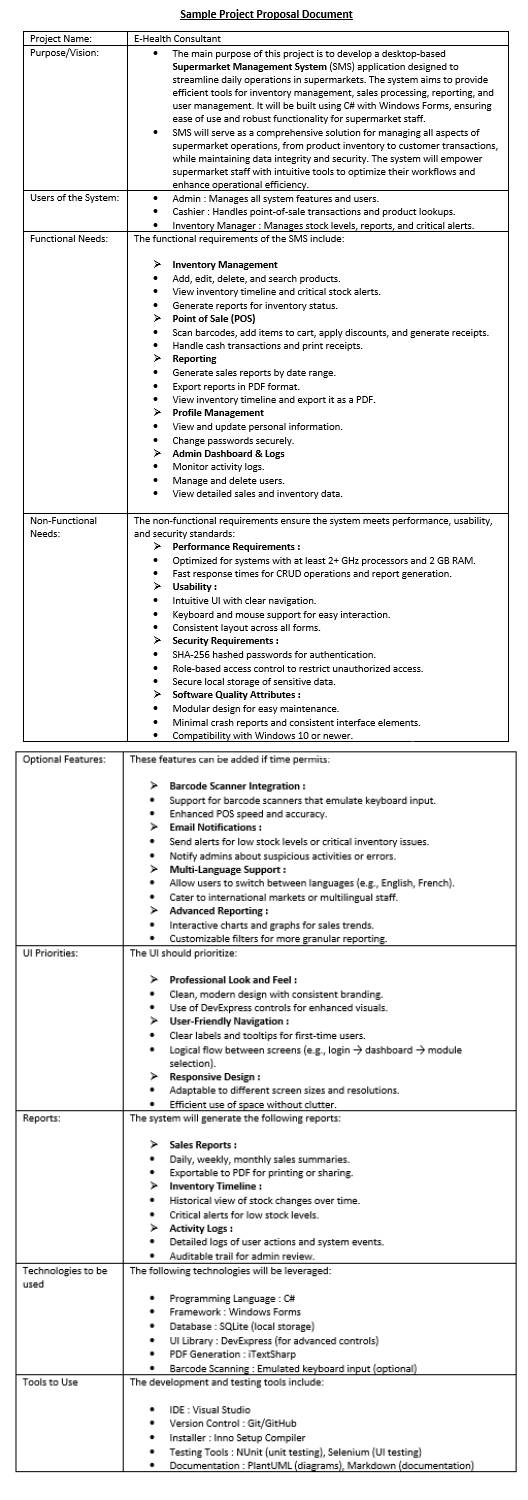 Sample Project Proposal Document
Project Name: E-Health Consultant
Purpose/Vision:
• The main purpose of this project is to develop a desktop-based
Supermarket Management System (SMS) application designed to
streamline daily operations in supermarkets. The system aims to provide
efficient tools for inventory management, sales processing, reporting, and
user management. It will be built using C# with Windows Forms, ensuring
ease of use and robust functionality for supermarket staff.
• SMS will serve as a comprehensive solution for managing all aspects of
supermarket operations, from product inventory to customer transactions,
while maintaining data integrity and security. The system will empower
supermarket staff with intuitive tools to optimize their workflows and
enhance operational efficiency.
Users of the System:
• Admin : Manages all system features and users.
• Cashier : Handles point-of-sale transactions and product lookups.
• Inventory Manager : Manages stock levels, reports, and critical alerts.
Functional Needs: The functional requirements of the SMS include:
➢ Inventory Management
• Add, edit, delete, and search products.
• View inventory timeline and critical stock alerts.
• Generate reports for inventory status.
➢ Point of Sale (POS)
• Scan barcodes, add items to cart, apply discounts, and generate receipts.
• Handle cash transactions and print receipts.
➢ Reporting
• Generate sales reports by date range.
• Export reports in PDF format.
• View inventory timeline and export it as a PDF.
➢ Profile Management
• View and update personal information.
• Change passwords securely.
➢ Admin Dashboard & Logs
• Monitor activity logs.
• Manage and delete users.
• View detailed sales and inventory data.
Non-Functional
Needs:
The non-functional requirements ensure the system meets performance, usability,
and security standards:
➢ Performance Requirements :
• Optimized for systems with at least 2+ GHz processors and 2 GB RAM.
• Fast response times for CRUD operations and report generation.
➢ Usability :
• Intuitive UI with clear navigation.
• Keyboard and mouse support for easy interaction.
• Consistent layout across all forms.
➢ Security Requirements :
• SHA-256 hashed passwords for authentication.
• Role-based access control to restrict unauthorized access.
• Secure local storage of sensitive data.
➢ Software Quality Attributes :
• Modular design for easy maintenance.
• Minimal crash reports and consistent interface elements.
• Compatibility with Windows 10 or newer.
Optional Features: These features can be added if time permits:
➢ Barcode Scanner Integration :
• Support for barcode scanners that emulate keyboard input.
• Enhanced POS speed and accuracy.
➢ Email Notifications :
• Send alerts for low stock levels or critical inventory issues.
• Notify admins about suspicious activities or errors.
➢ Multi-Language Support :
• Allow users to switch between languages (e.g., English, French).
• Cater to international markets or multilingual staff.
➢ Advanced Reporting :
• Interactive charts and graphs for sales trends.
• Customizable filters for more granular reporting.
UI Priorities: The UI should prioritize:
➢ Professional Look and Feel :
• Clean, modern design with consistent branding.
• Use of DevExpress controls for enhanced visuals.
➢ User-Friendly Navigation :
• Clear labels and tooltips for first-time users.
• Logical flow between screens (e.g., login → dashboard → module
selection).
➢ Responsive Design :
• Adaptable to different screen sizes and resolutions.
• Efficient use of space without clutter.
Reports: The system will generate the following reports:
➢ Sales Reports :
• Daily, weekly, monthly sales summaries.
• Exportable to PDF for printing or sharing.
➢ Inventory Timeline :
• Historical view of stock changes over time.
• Critical alerts for low stock levels.
➢ Activity Logs :
• Detailed logs of user actions and system events.
• Auditable trail for admin review.
Technologies to be
used
The following technologies will be leveraged:
• Programming Language : C#
• Framework : Windows Forms
• Database : SQLite (local storage)
• UI Library : DevExpress (for advanced controls)
• PDF Generation : iTextSharp
• Barcode Scanning : Emulated keyboard input (optional)
Tools to Use The development and testing tools include:
• IDE : Visual Studio
• Version Control : Git/GitHub
• Installer : Inno Setup Compiler
• Testing Tools : NUnit (unit testing), Selenium (UI testing)
• Documentation : PlantUML (diagrams), Markdown (documentation)